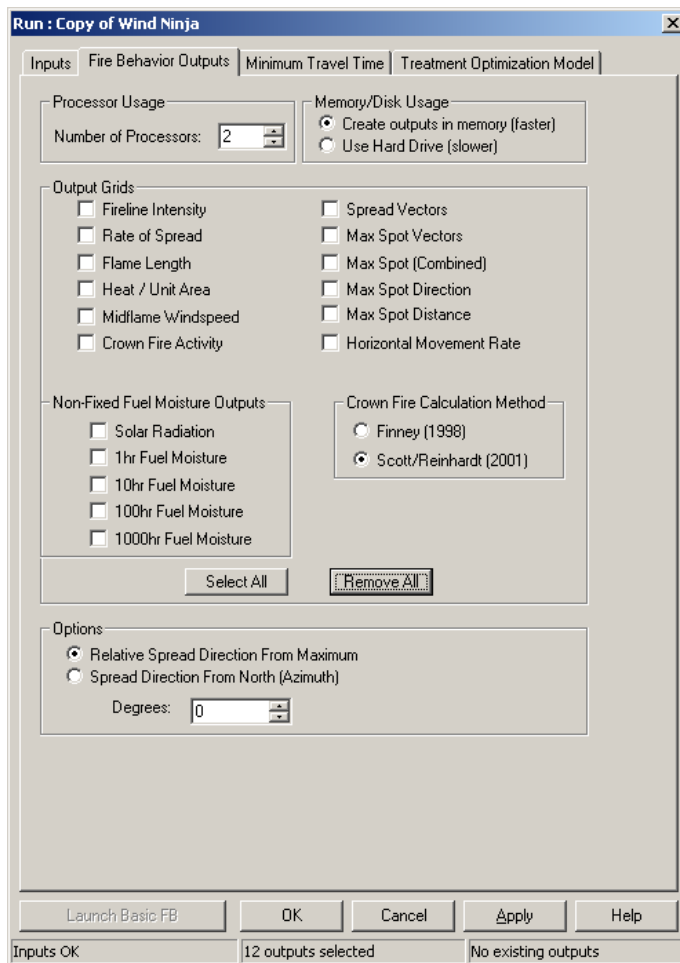 Run : Copy of Wind Ninja
Inputs
Fire Behavior Outputs
Minimum Travel Time
Treatment Optimization Model
Processor Usage
Number of Processors: 2
Memory/Disk Usage
Create outputs in memory (faster)
Use Hard Drive (slower)
Output Grids
Fireline Intensity
Rate of Spread
Flame Length
Heat / Unit Area
Midflame Windspeed
Crown Fire Activity
Spread Vectors
Max Spot Vectors
Max Spot (Combined)
Max Spot Direction
Max Spot Distance
Horizontal Movement Rate
Non-Fixed Fuel Moisture Outputs
Solar Radiation
1hr Fuel Moisture
10hr Fuel Moisture
100hr Fuel Moisture
1000hr Fuel Moisture
Crown Fire Calculation Method
Finney (1998)
Scott/Reinhardt (2001)
Select All
Remove All
Options
Relative Spread Direction From Maximum
Spread Direction From North (Azimuth)
Degrees: 0
Launch Basic FB
OK
Cancel
Apply
Help
Inputs OK
12 outputs selected
No existing outputs